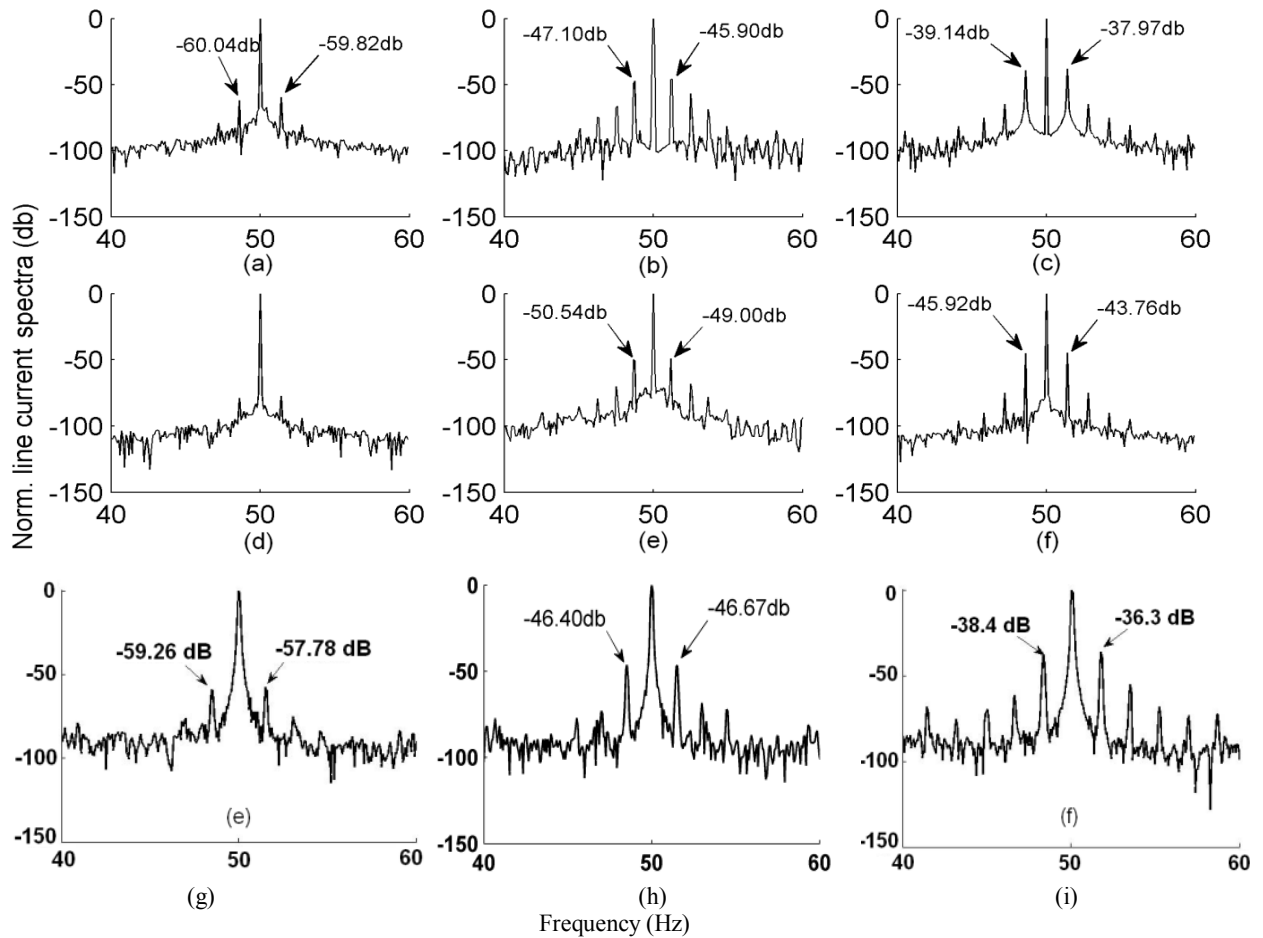 Norm. line current spectra (db)
0
-50
-100
-150
40
50
60
-60.04db
-59.82db
(a)
0
-50
-100
-150
40
50
60
-47.10db
-45.90db
(b)
0
-50
-100
-150
40
50
60
-39.14db
-37.97db
(c)
0
-50
-100
-150
40
50
60
(d)
0
-50
-100
-150
40
50
60
-50.54db
-49.00db
(e)
0
-50
-100
-150
40
50
60
-45.92db
-43.76db
(f)
0
-50
-100
-150
40
50
60
-59.26 dB
-57.78 dB
(e)
(g)
0
-50
-100
-150
40
50
60
-46.40db
-46.67db
(h)
0
-50
-100
-150
40
50
60
-38.4 dB
-36.3 dB
(f)
(i)
Frequency (Hz)